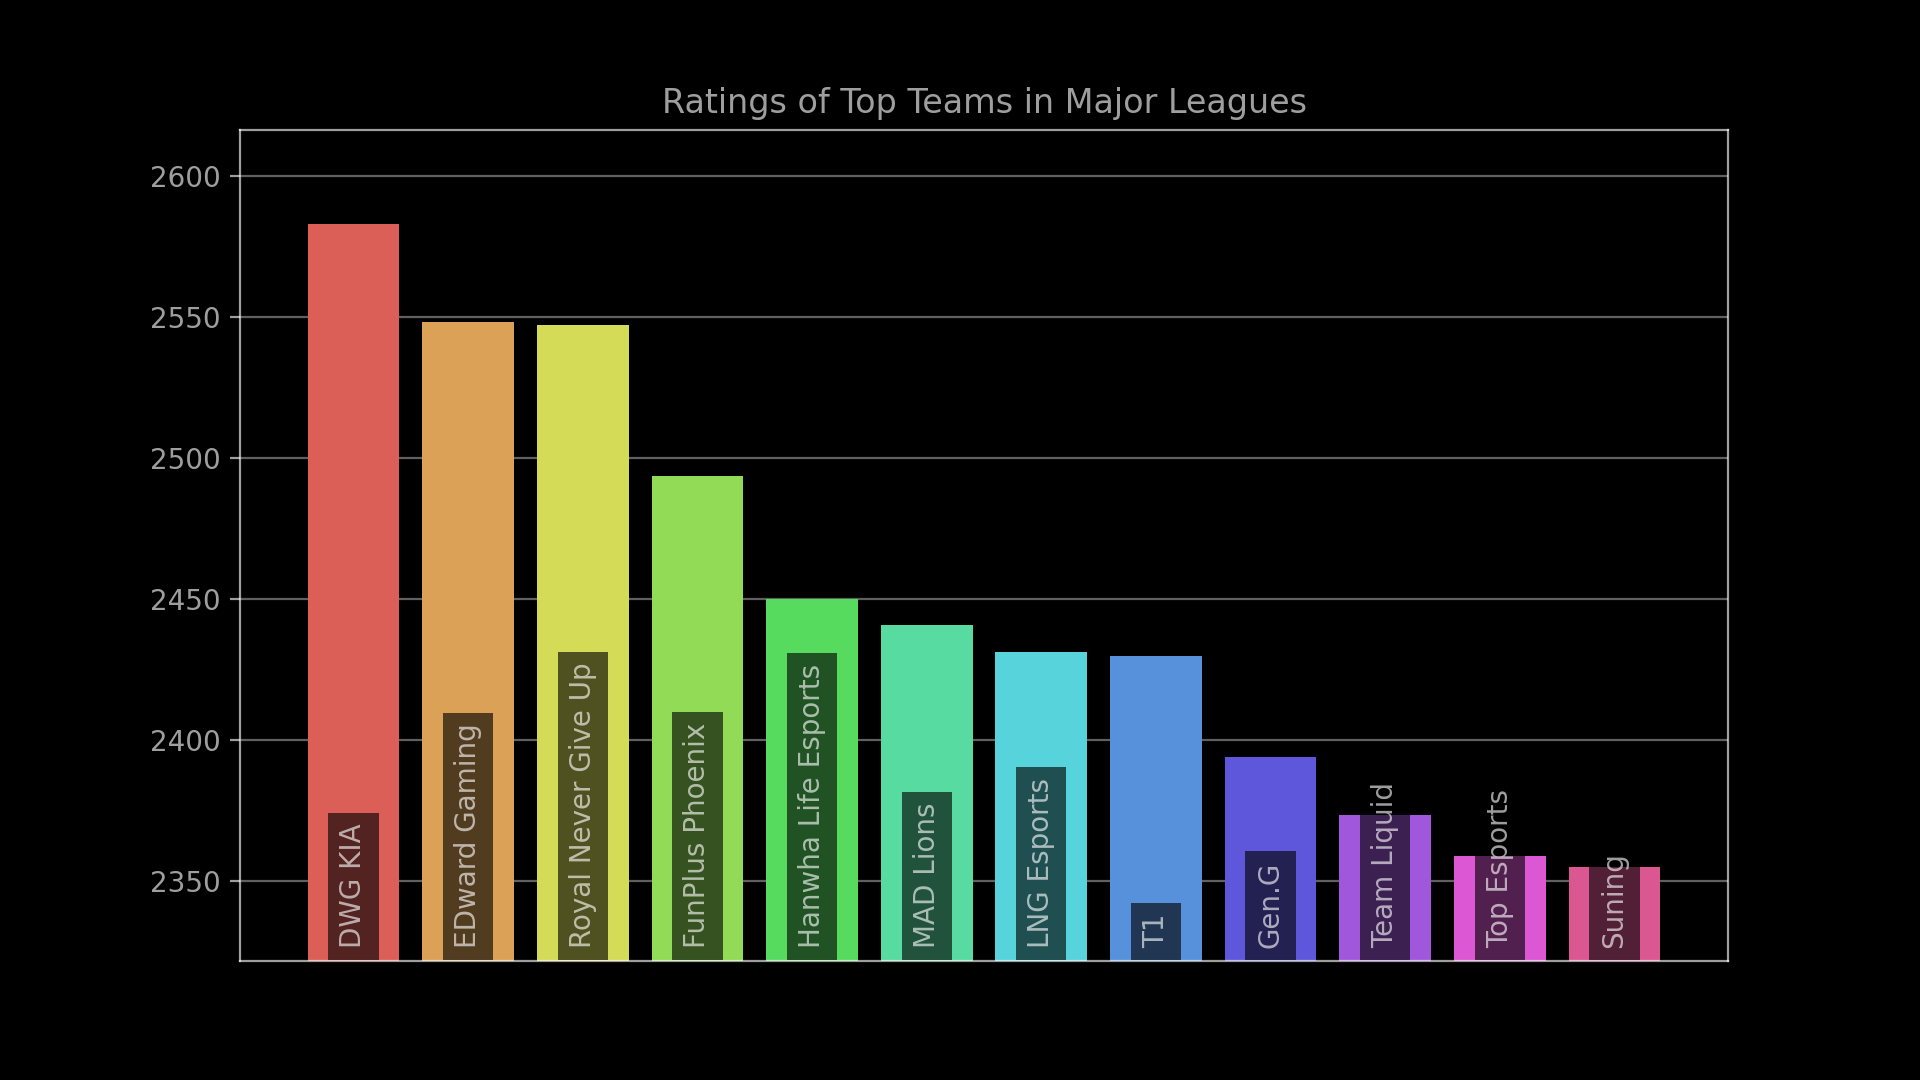 Ratings of Top Teams in Major Leagues
2600
2550
2500
2450
2400
2350
DWG KIA
EDward Gaming
Royal Never Give Up
FunPlus Phoenix
Hanwha Life Esports
MAD Lions
LNG Esports
T1
Gen.G
Team Liquid
Top Esports
Suning